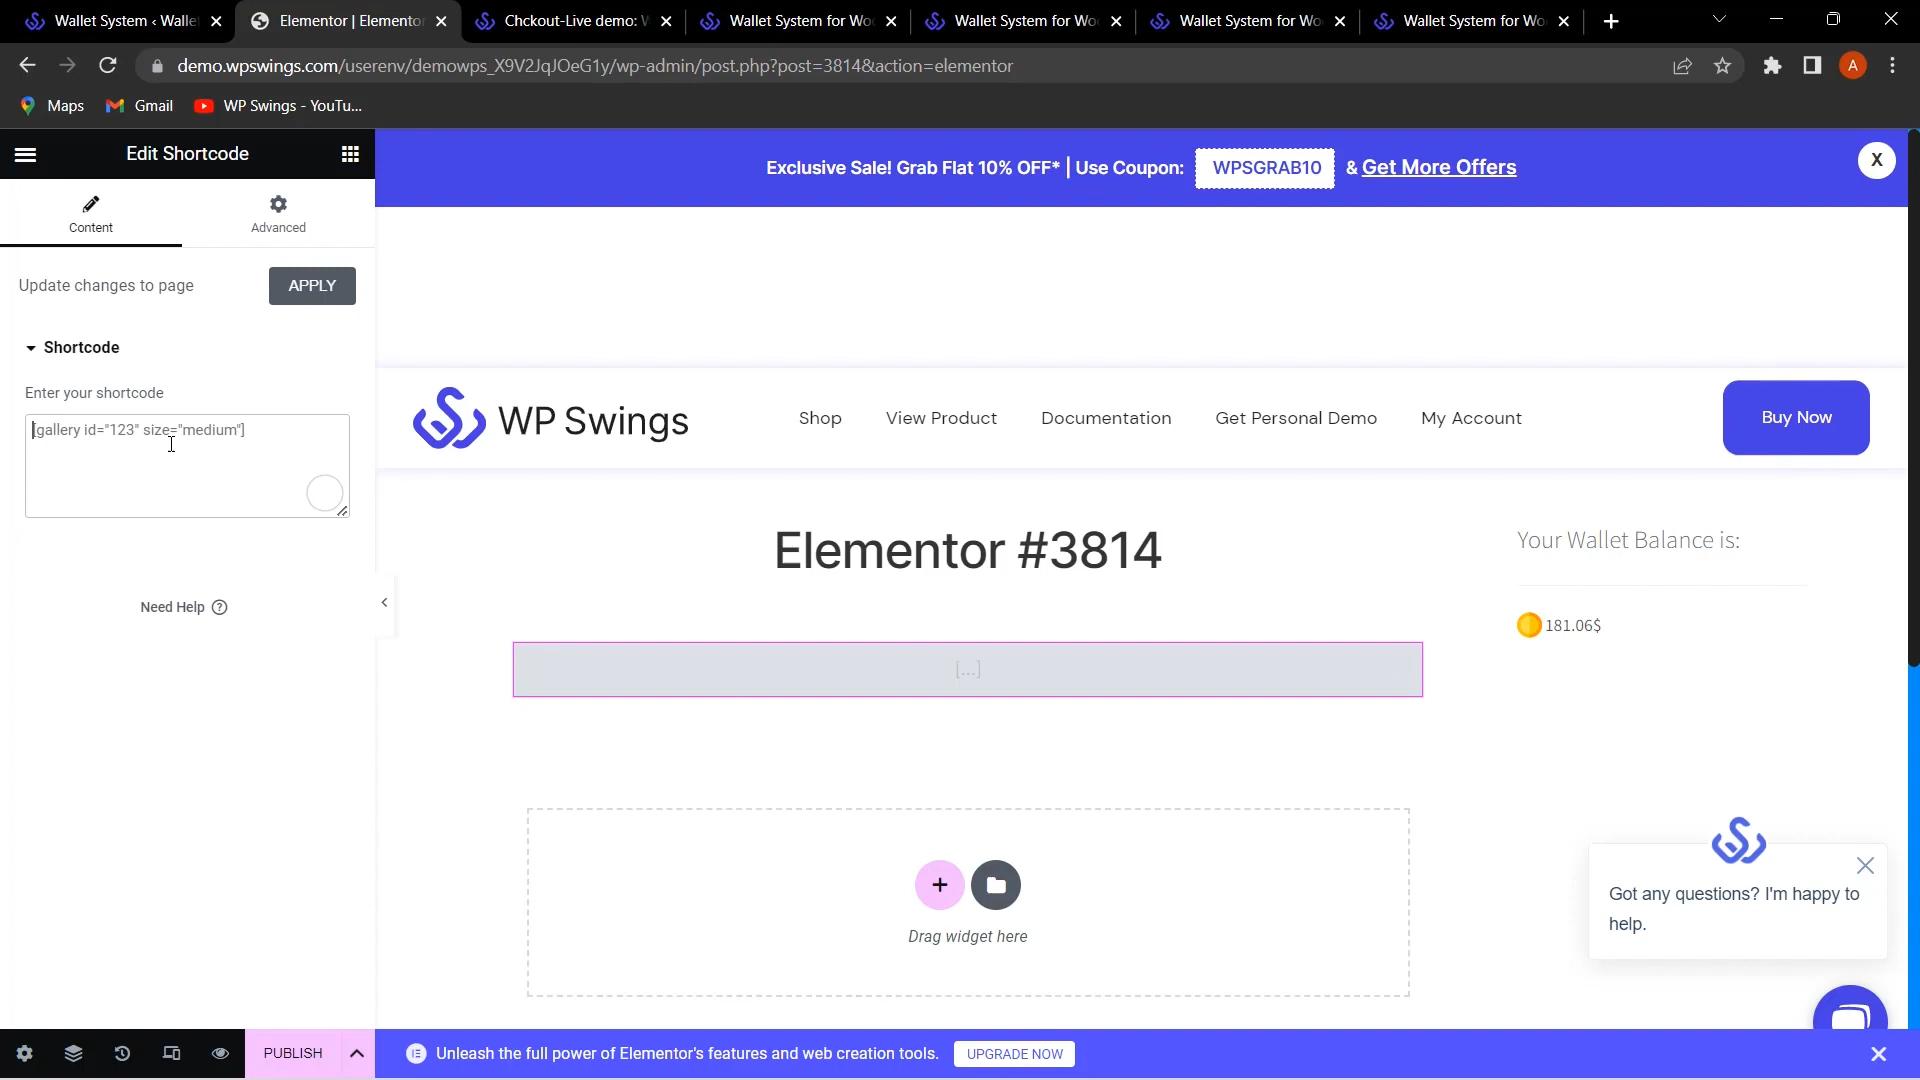 Wallet System ‹ Walle
Elementor | Elemento
Chckout-Live demo: W
Wallet System for Wo
Wallet System for Wo
Wallet System for Wo
Wallet System for Wo
demo.wpswings.com/userenv/demowps_X9V2JqJOeG1y/wp-admin/post.php?post=3814&action=elementor
A
Maps
Gmail
WP Swings - YouTu...
Edit Shortcode
Content
Advanced
Update changes to page
APPLY
Shortcode
Enter your shortcode
[gallery id="123" size="medium"]
Need Help ?
PUBLISH
Exclusive Sale! Grab Flat 10% OFF* | Use Coupon: WPSGRAB10 & Get More Offers
X
WP Swings
Shop
View Product
Documentation
Get Personal Demo
My Account
Buy Now
Elementor #3814
[...]
Drag widget here
Your Wallet Balance is:
181.06$
Got any questions? I'm happy to
help.
Unleash the full power of Elementor's features and web creation tools.
UPGRADE NOW